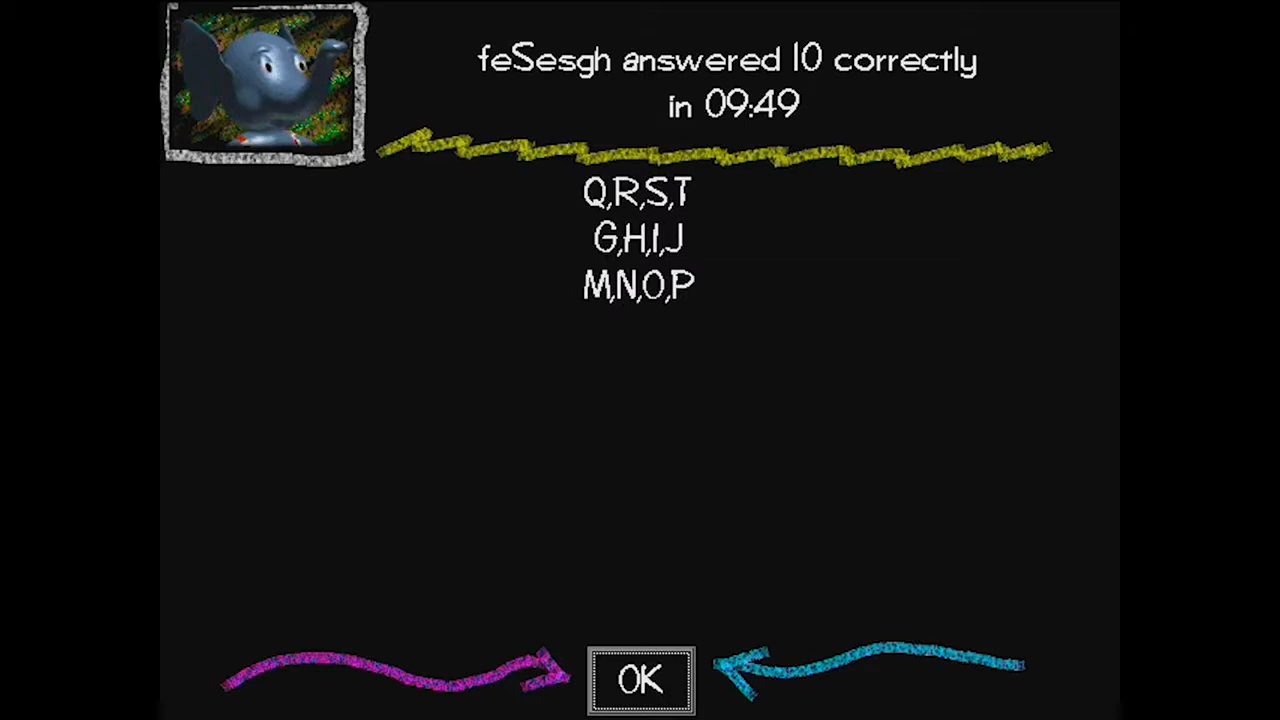 feSesgh answered 10 correctly
in 09:49
Q,R,S,T
G,H,I,J
M,N,O,P
OK